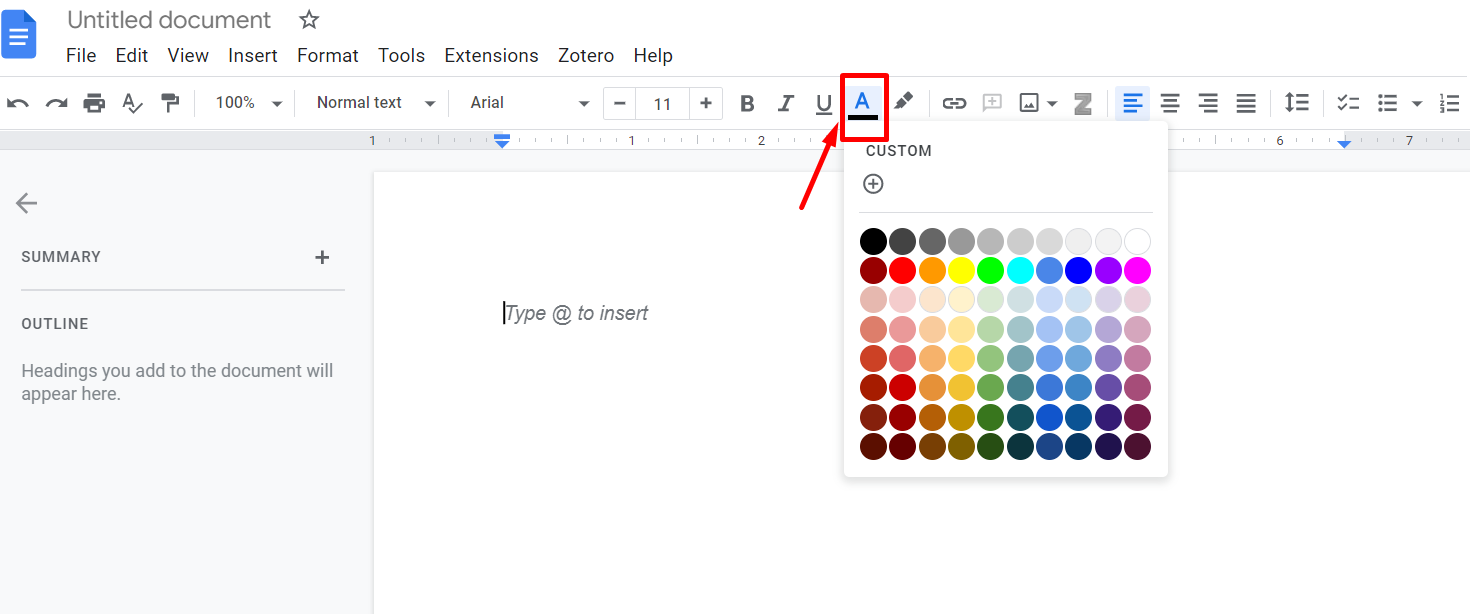 Untitled document
File Edit View Insert Format Tools Extensions Zotero Help
100% Normal text Arial − 11 + B I U A Z
1 1 2 6 7
CUSTOM
SUMMARY +
OUTLINE
Headings you add to the document will
appear here.
Type @ to insert